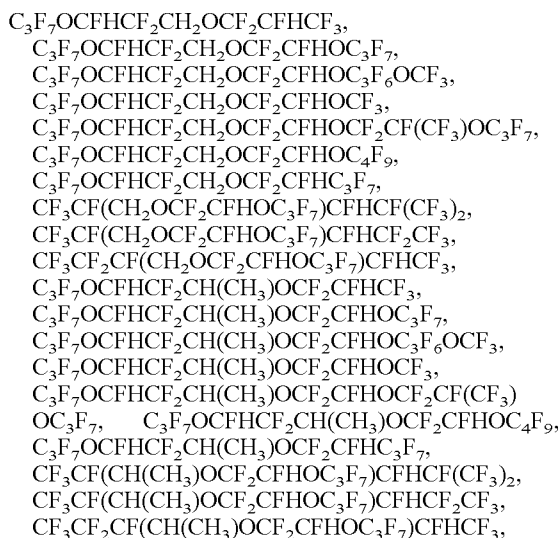 C₃F₇OCFHCF₂CH₂OCF₂CFHCF₃,
C₃F₇OCFHCF₂CH₂OCF₂CFHOC₃F₇,
C₃F₇OCFHCF₂CH₂OCF₂CFHOC₃F₆OCF₃,
C₃F₇OCFHCF₂CH₂OCF₂CFHOCF₃,
C₃F₇OCFHCF₂CH₂OCF₂CFHOCF₂CF(CF₃)OC₃F₇,
C₃F₇OCFHCF₂CH₂OCF₂CFHOC₄F₉,
C₃F₇OCFHCF₂CH₂OCF₂CFHC₃F₇,
CF₃CF(CH₂OCF₂CFHOC₃F₇)CFHCF(CF₃)₂,
CF₃CF(CH₂OCF₂CFHOC₃F₇)CFHCF₂CF₃,
CF₃CF₂CF(CH₂OCF₂CFHOC₃F₇)CFHCF₃,
C₃F₇OCFHCF₂CH(CH₃)OCF₂CFHCF₃,
C₃F₇OCFHCF₂CH(CH₃)OCF₂CFHOC₃F₇,
C₃F₇OCFHCF₂CH(CH₃)OCF₂CFHOC₃F₆OCF₃,
C₃F₇OCFHCF₂CH(CH₃)OCF₂CFHOCF₃,
C₃F₇OCFHCF₂CH(CH₃)OCF₂CFHOCF₂CF(CF₃)
OC₃F₇, C₃F₇OCFHCF₂CH(CH₃)OCF₂CFHOC₄F₉,
C₃F₇OCFHCF₂CH(CH₃)OCF₂CFHC₃F₇,
CF₃CF(CH(CH₃)OCF₂CFHOC₃F₇)CFHCF(CF₃)₂,
CF₃CF(CH(CH₃)OCF₂CFHOC₃F₇)CFHCF₂CF₃,
CF₃CF₂CF(CH(CH₃)OCF₂CFHOC₃F₇)CFHCF₃,